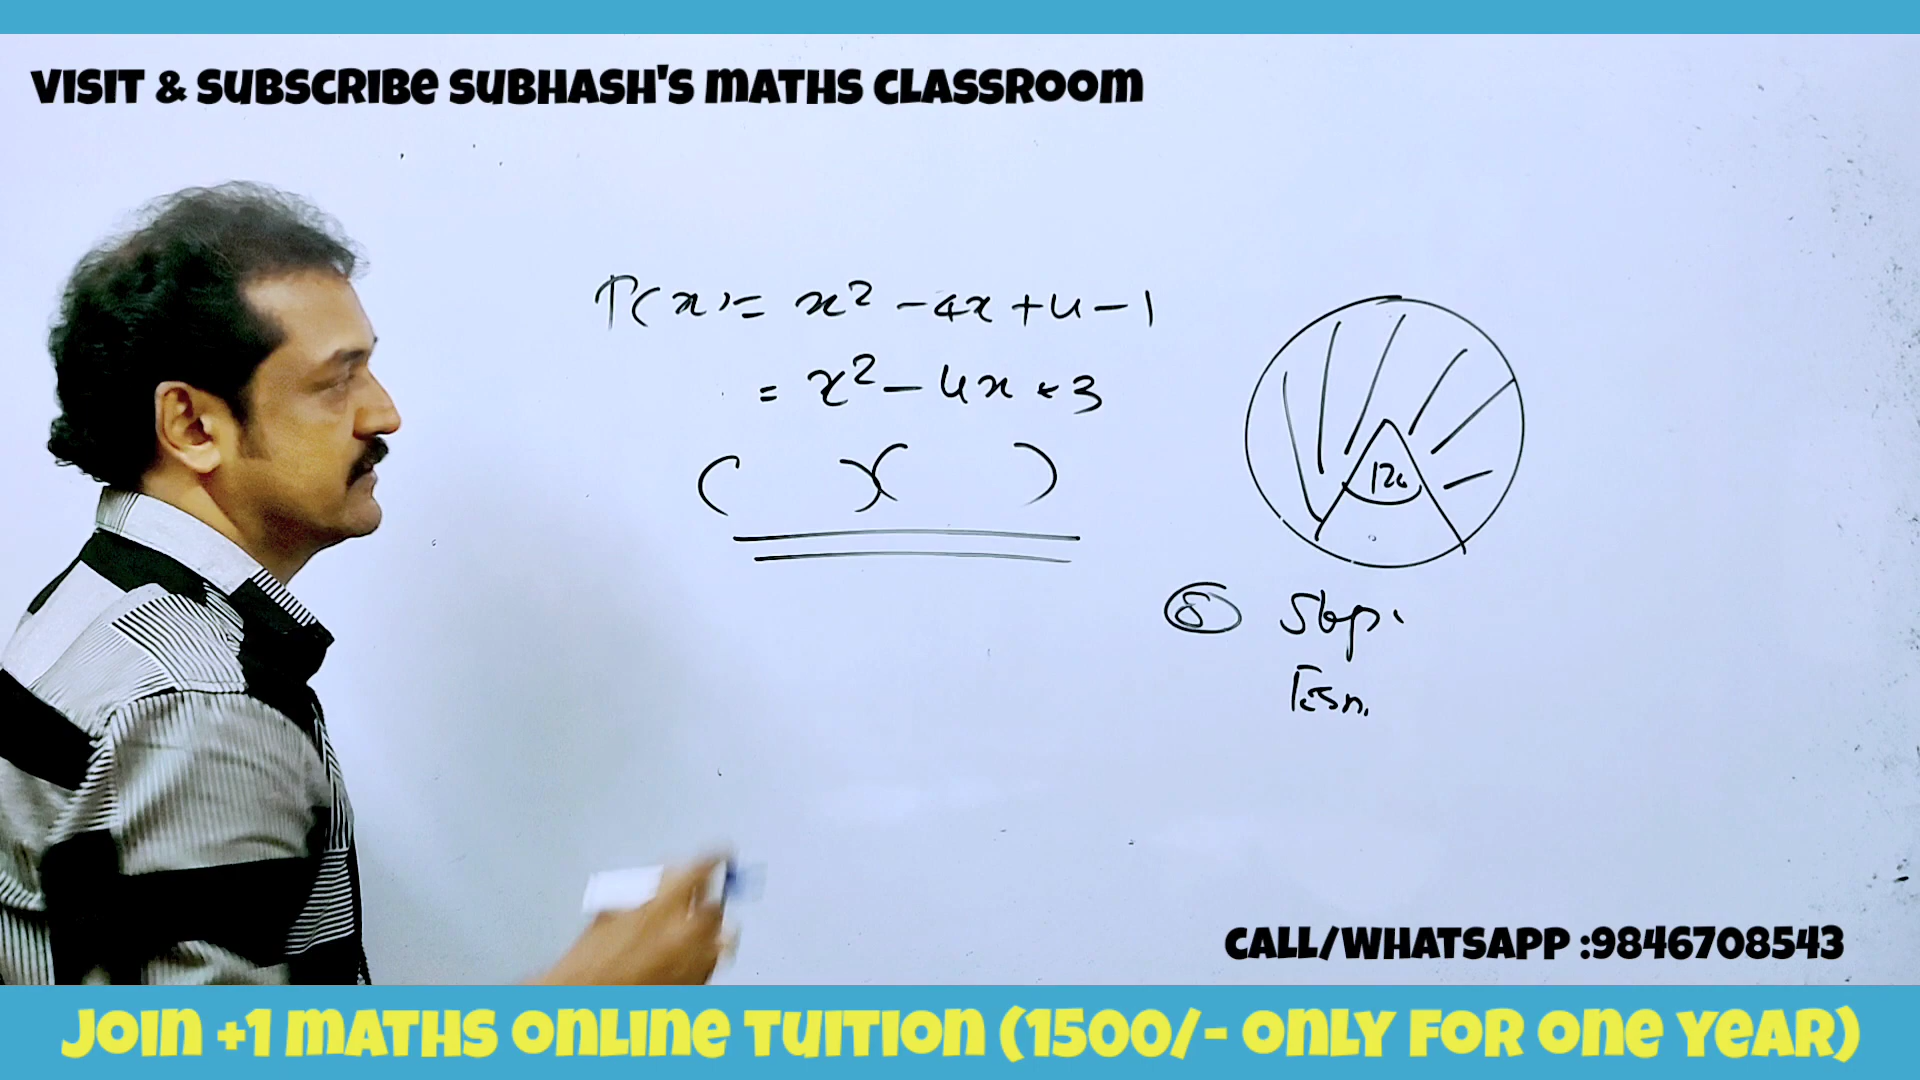 VISIT & SUBSCRIBE SUBHASH'S MATHS CLASSROOM
P(x) = x² - 4x + 4 - 1
= x² - 4x + 3
( )( )
120
8
CALL/WHATSAPP :9846708543
JOIN +1 MATHS ONLINE TUITION (1500/- ONLY FOR ONE YEAR)